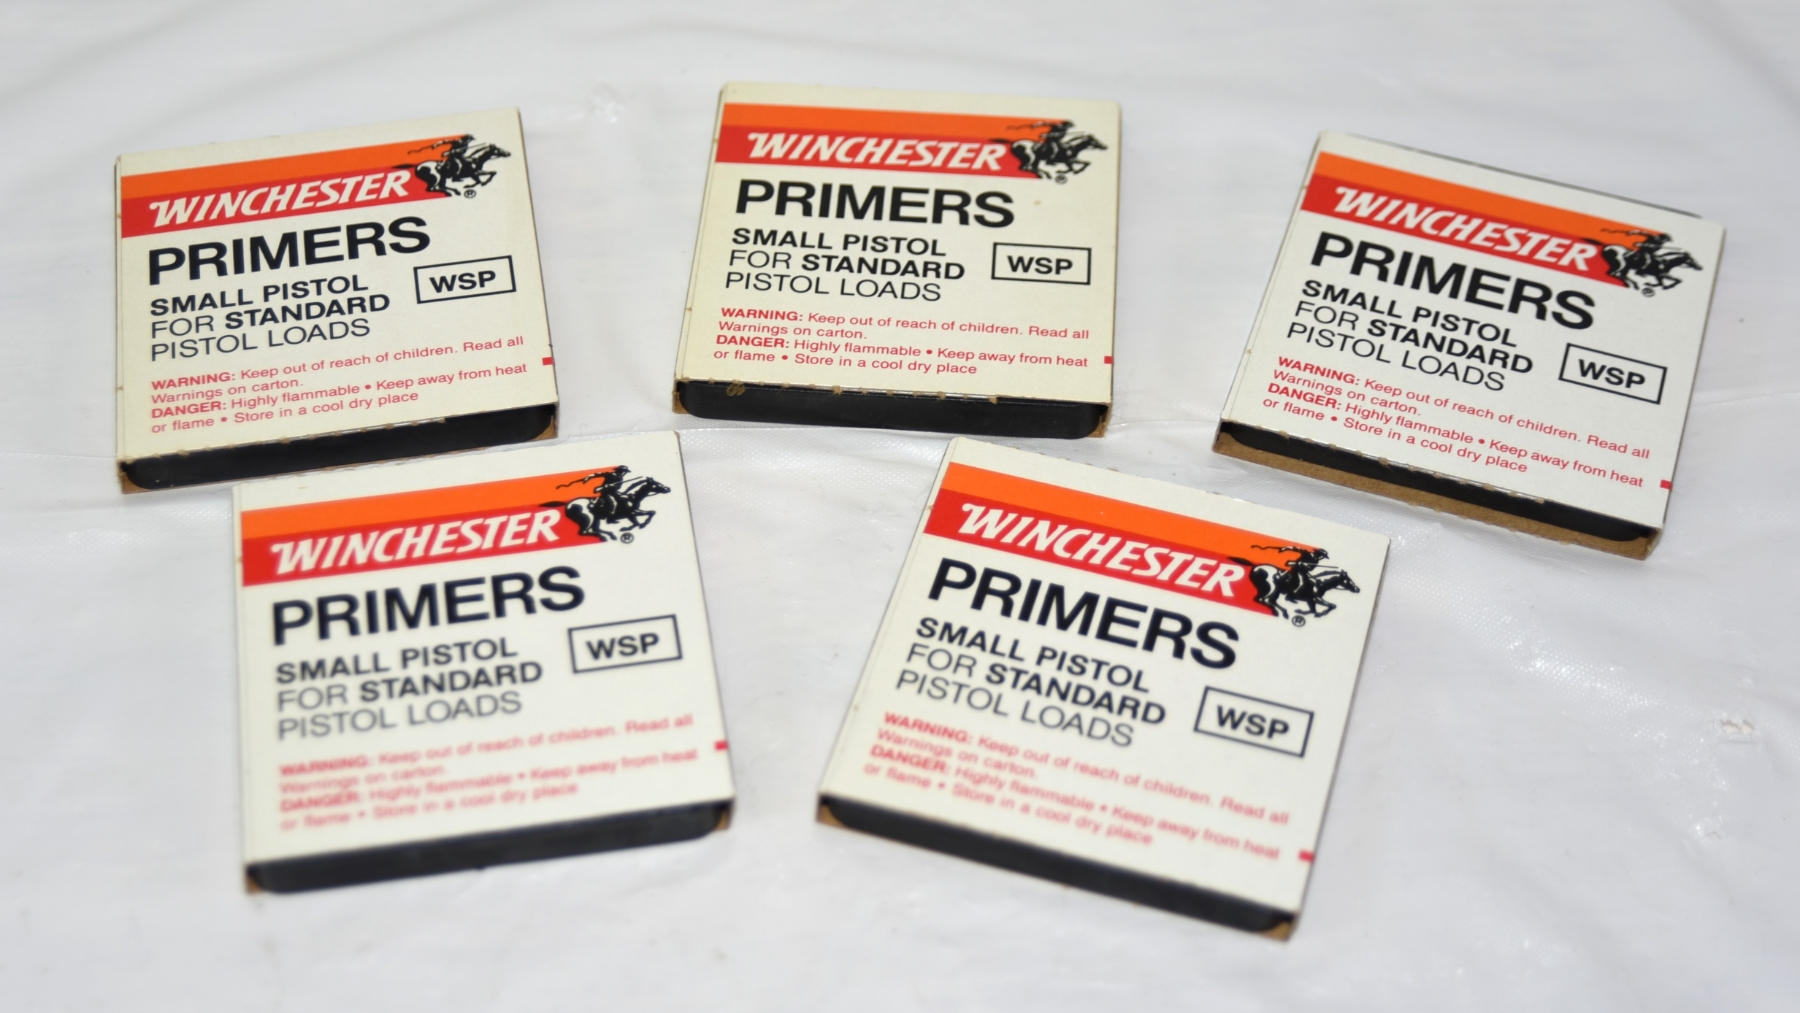 WINCHESTER
®
PRIMERS
SMALL PISTOL
FOR STANDARD
PISTOL LOADS
WSP
WARNING: Keep out of reach of children. Read all
Warnings on carton.
DANGER: Highly flammable • Keep away from heat
or flame • Store in a cool dry place
WINCHESTER
®
PRIMERS
SMALL PISTOL
FOR STANDARD
PISTOL LOADS
WSP
WARNING: Keep out of reach of children. Read all
Warnings on carton.
DANGER: Highly flammable • Keep away from heat
or flame • Store in a cool dry place
WINCHESTER
®
PRIMERS
SMALL PISTOL
FOR STANDARD
PISTOL LOADS
WSP
WARNING: Keep out of reach of children. Read all
Warnings on carton.
DANGER: Highly flammable • Keep away from heat
or flame • Store in a cool dry place
WINCHESTER
®
PRIMERS
SMALL PISTOL
FOR STANDARD
PISTOL LOADS
WSP
WARNING: Keep out of reach of children. Read all
Warnings on carton.
DANGER: Highly flammable • Keep away from heat
or flame • Store in a cool dry place
WINCHESTER
®
PRIMERS
SMALL PISTOL
FOR STANDARD
PISTOL LOADS
WSP
WARNING: Keep out of reach of children. Read all
Warnings on carton.
DANGER: Highly flammable • Keep away from heat
or flame • Store in a cool dry place